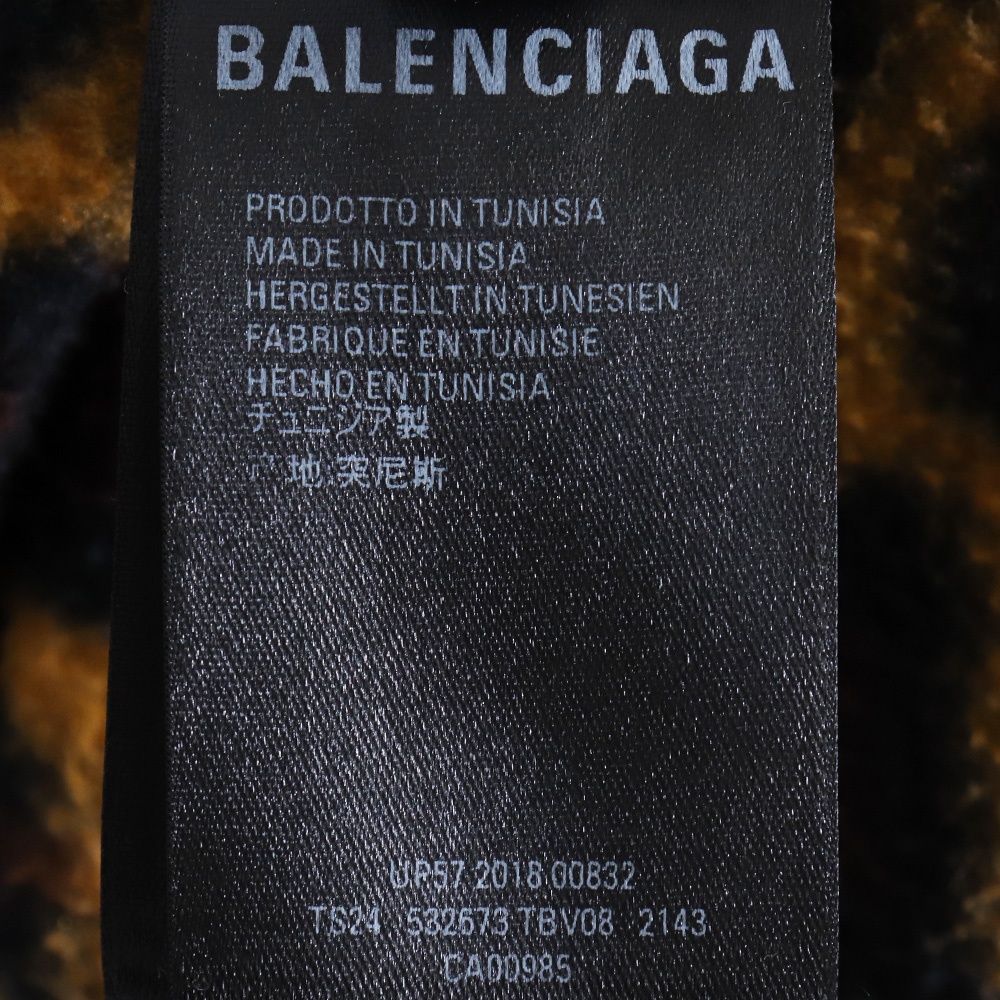 BALENCIAGA
PRODOTTO IN TUNISIA
MADE IN TUNISIA
HERGESTELLT IN TUNESIEN
FABRIQUE EN TUNISIE
HECHO EN TUNISIA
チュニジア製
产地:突尼斯
UP57 2018 00832
TS24 532673 TBV08 2143
CA00985